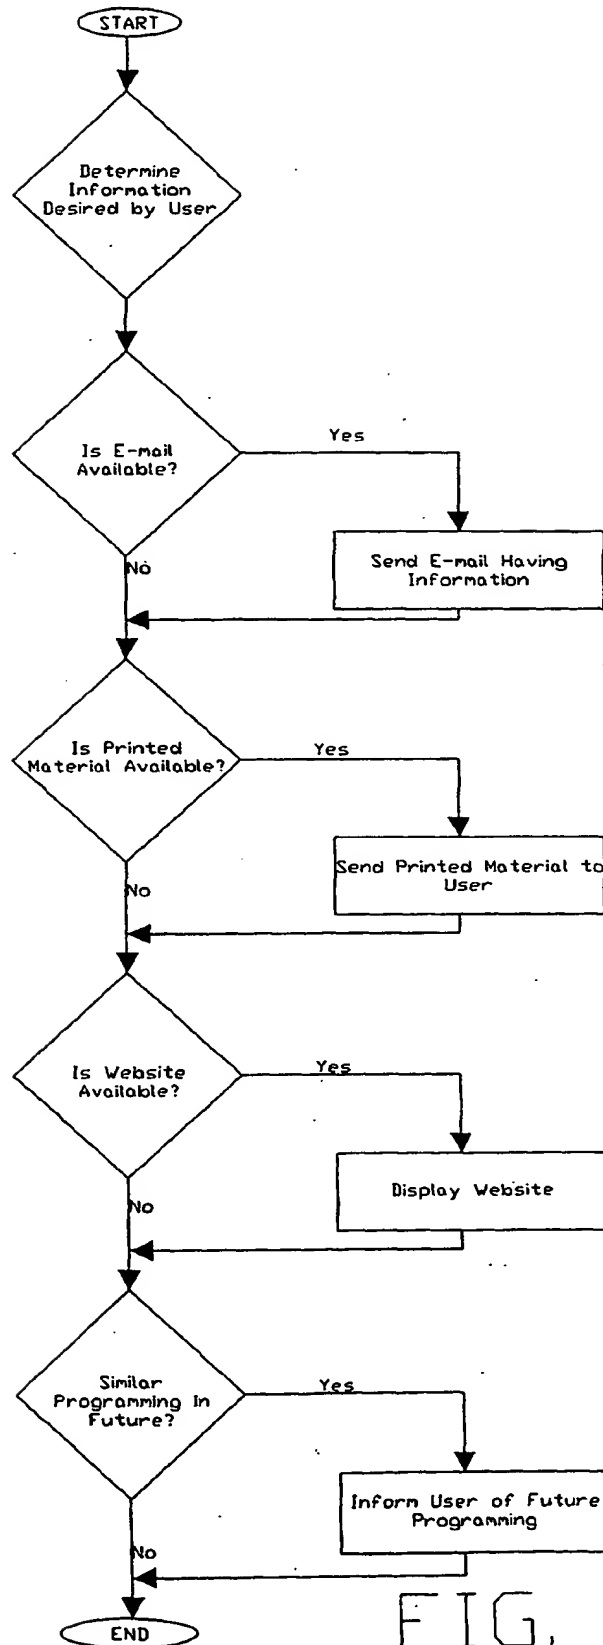 START
Determine
Information
Desired by User
Is E-mail
Available?
Yes
Send E-mail Having
Information
No
Is Printed
Material Available?
Yes
Send Printed Material to
User
No
Is Website
Available?
Yes
Display Website
No
Similar
Programming In
Future?
Yes
Inform User of Future
Programming
No
END
FIG.